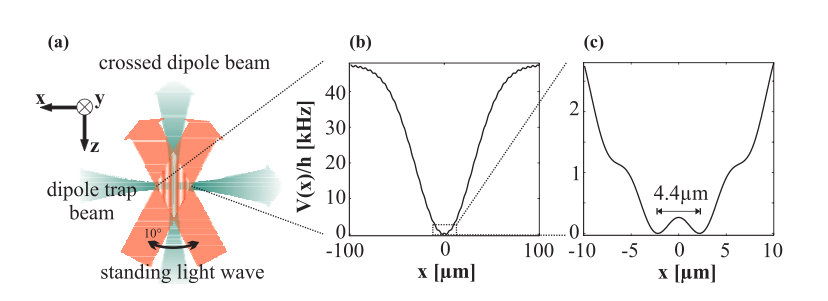 (a)
crossed dipole beam
x
y
z
dipole trap
beam
10°
standing light wave
(b)
V(x)/h [kHz]
40
30
20
10
0
-100
0
100
x [μm]
(c)
2
1
0
4.4μm
-10
-5
0
5
10
x [μm]